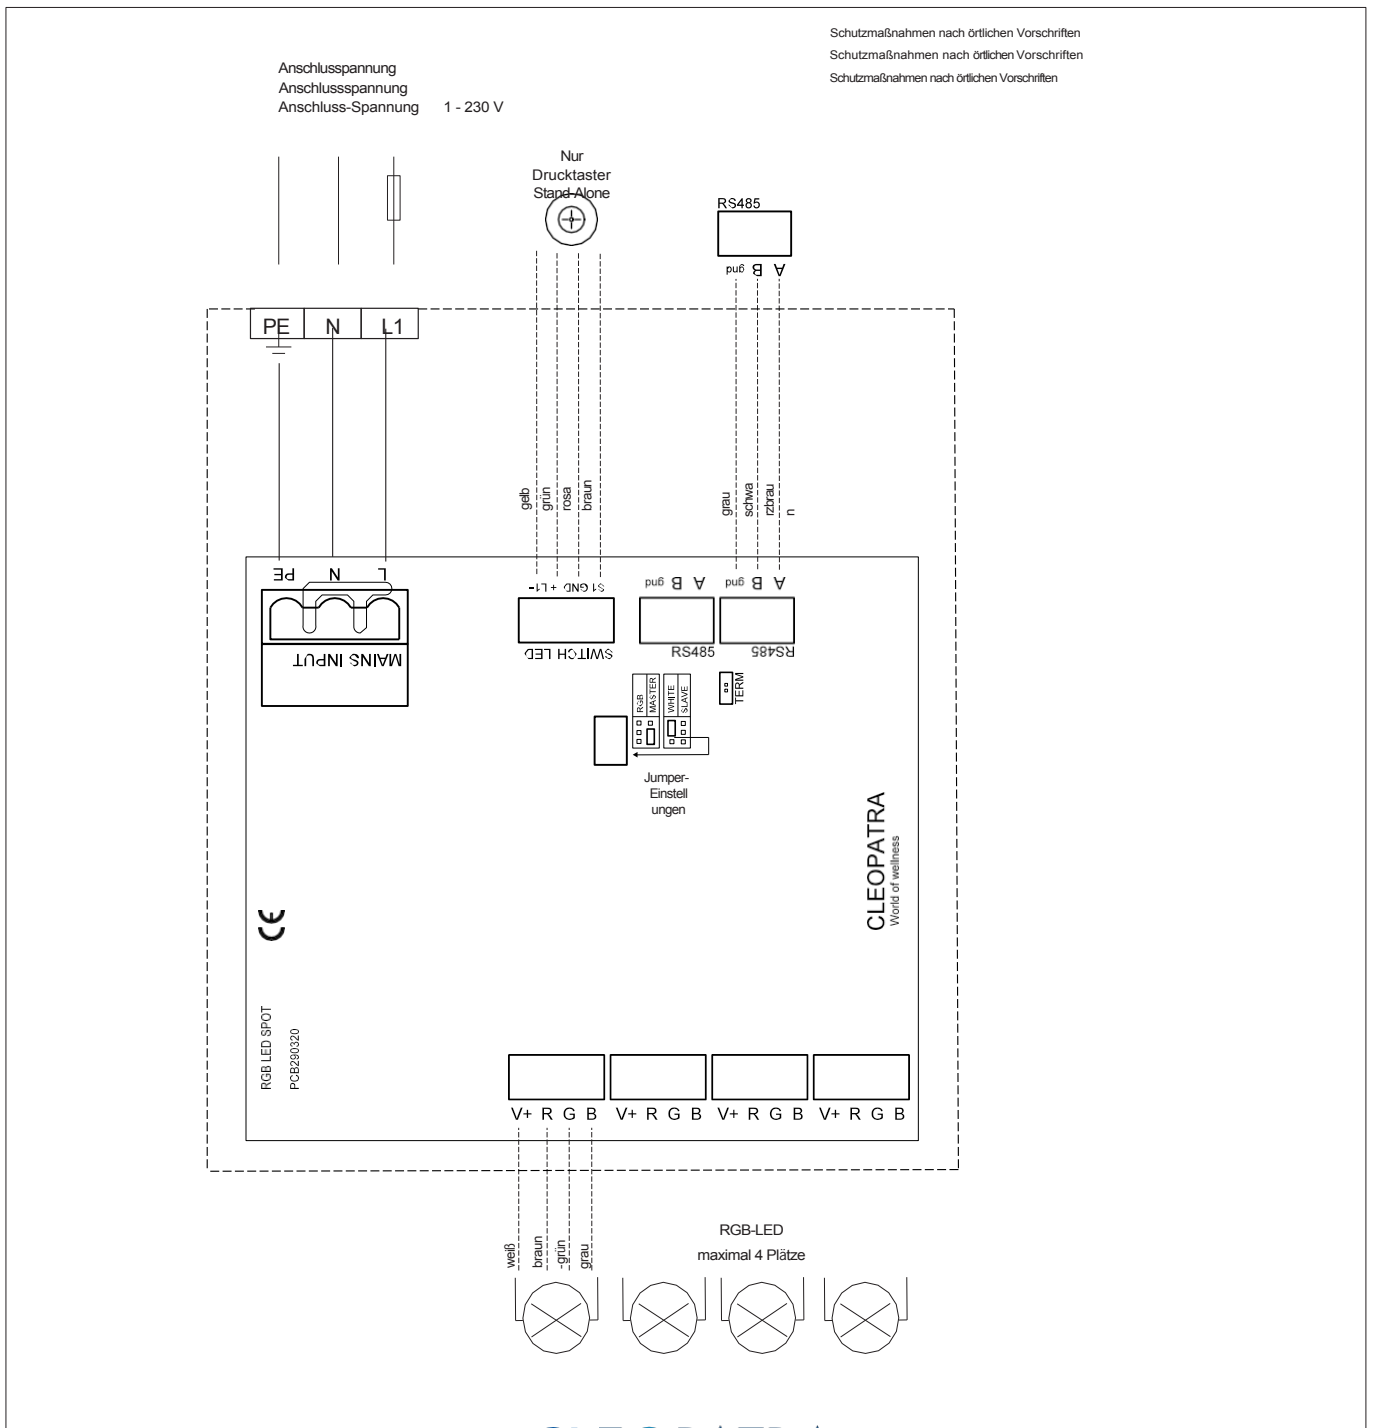 Schutzmaßnahmen nach örtlichen Vorschriften
Schutzmaßnahmen nach örtlichen Vorschriften
Schutzmaßnahmen nach örtlichen Vorschriften
Anschlusspannung
Anschlussspannung
Anschluss-Spannung 1 - 230 V
Nur
Drucktaster
Stand-Alone
RS485
gnd B A
PE N L1
gelb
grün
rosa
braun
grau
schwa
rzbrau
n
PE N L
-L1 + GND S1
gnd B A
gnd B A
MAINS INPUT
SWITCH LED
RS485
RS485
RGB
MASTER
WHITE
SLAVE
TERM
Jumper-
Einstell
ungen
CLEOPATRA
World of wellness
CE
RGB LED SPOT
PCB290320
V+ R G B V+ R G B V+ R G B V+ R G B
weiß
braun
-grün
grau
RGB-LED
maximal 4 Plätze